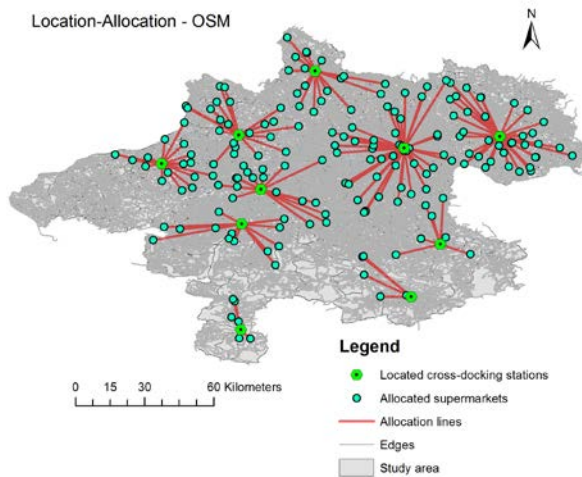 Location-Allocation - OSM
N
Legend
Located cross-docking stations
Allocated supermarkets
Allocation lines
Edges
Study area
0 15 30 60 Kilometers